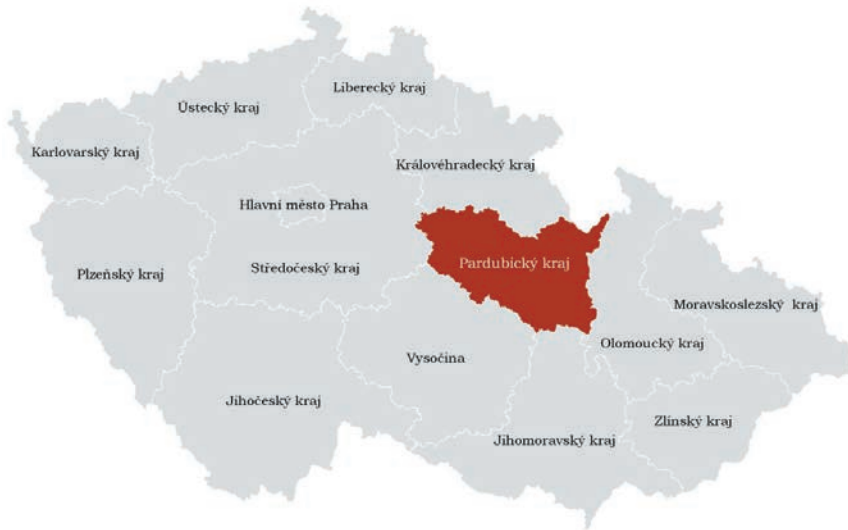 Liberecký kraj
Ústecký kraj
Karlovarský kraj
Královéhradecký kraj
Hlavní město Praha
Pardubický kraj
Středočeský kraj
Plzeňský kraj
Moravskoslezský kraj
Olomoucký kraj
Vysočina
Jihočeský kraj
Zlínský kraj
Jihomoravský kraj